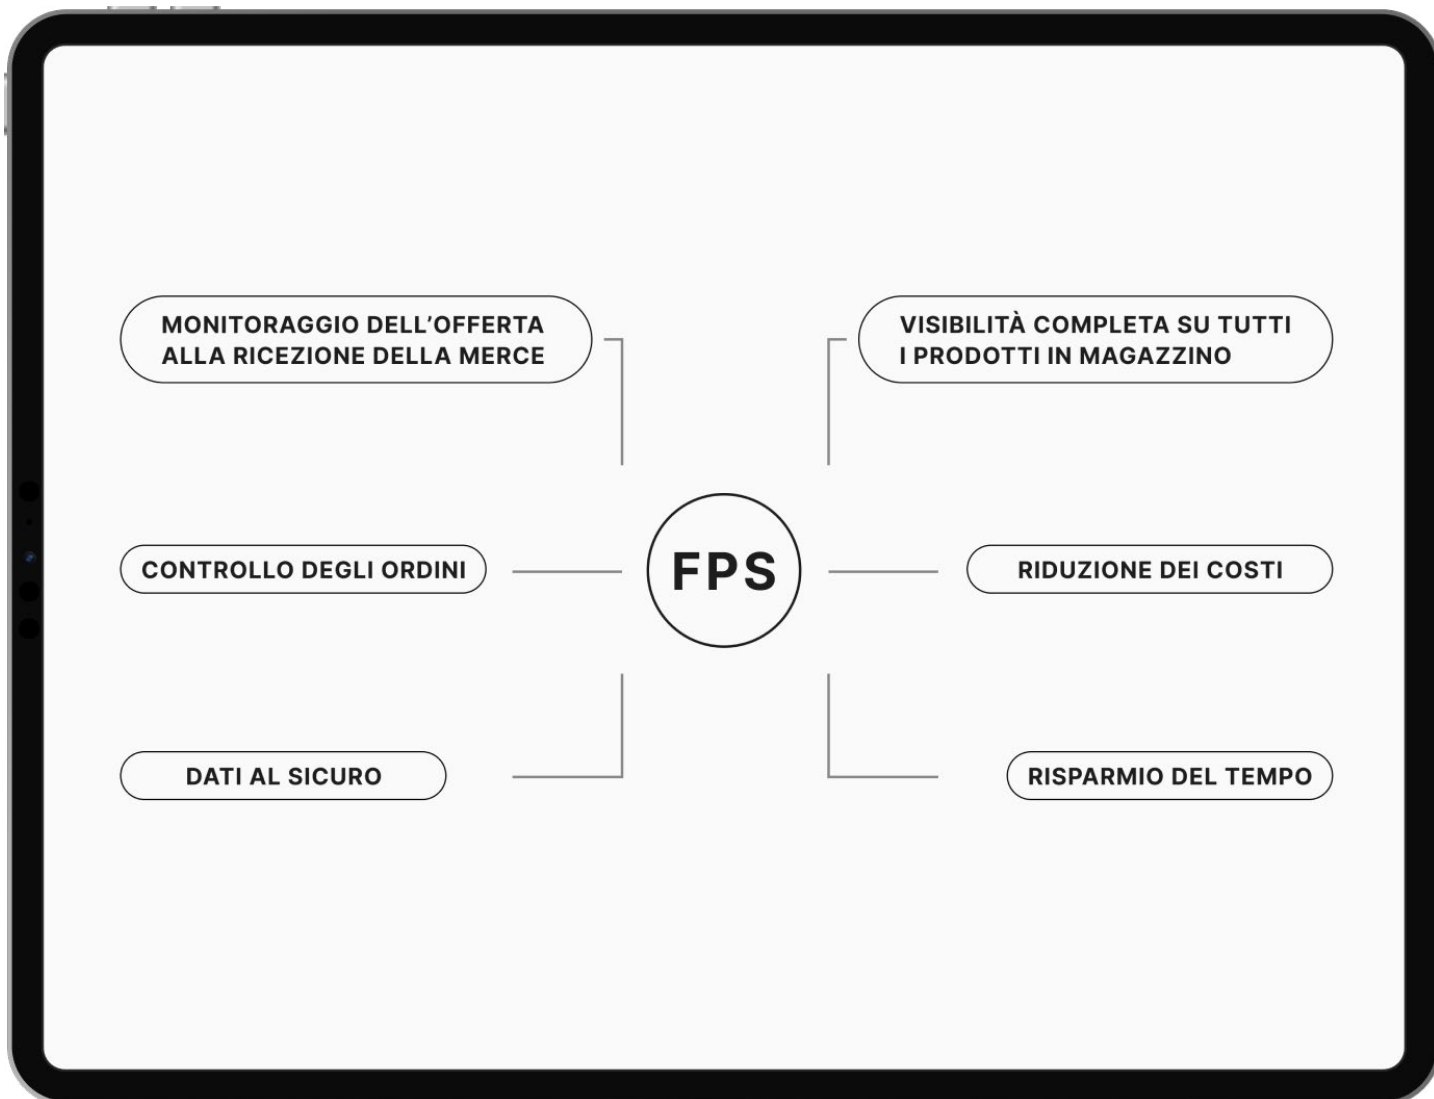 MONITORAGGIO DELL’OFFERTA
ALLA RICEZIONE DELLA MERCE
VISIBILITÀ COMPLETA SU TUTTI
I PRODOTTI IN MAGAZZINO
CONTROLLO DEGLI ORDINI
FPS
RIDUZIONE DEI COSTI
DATI AL SICURO
RISPARMIO DEL TEMPO